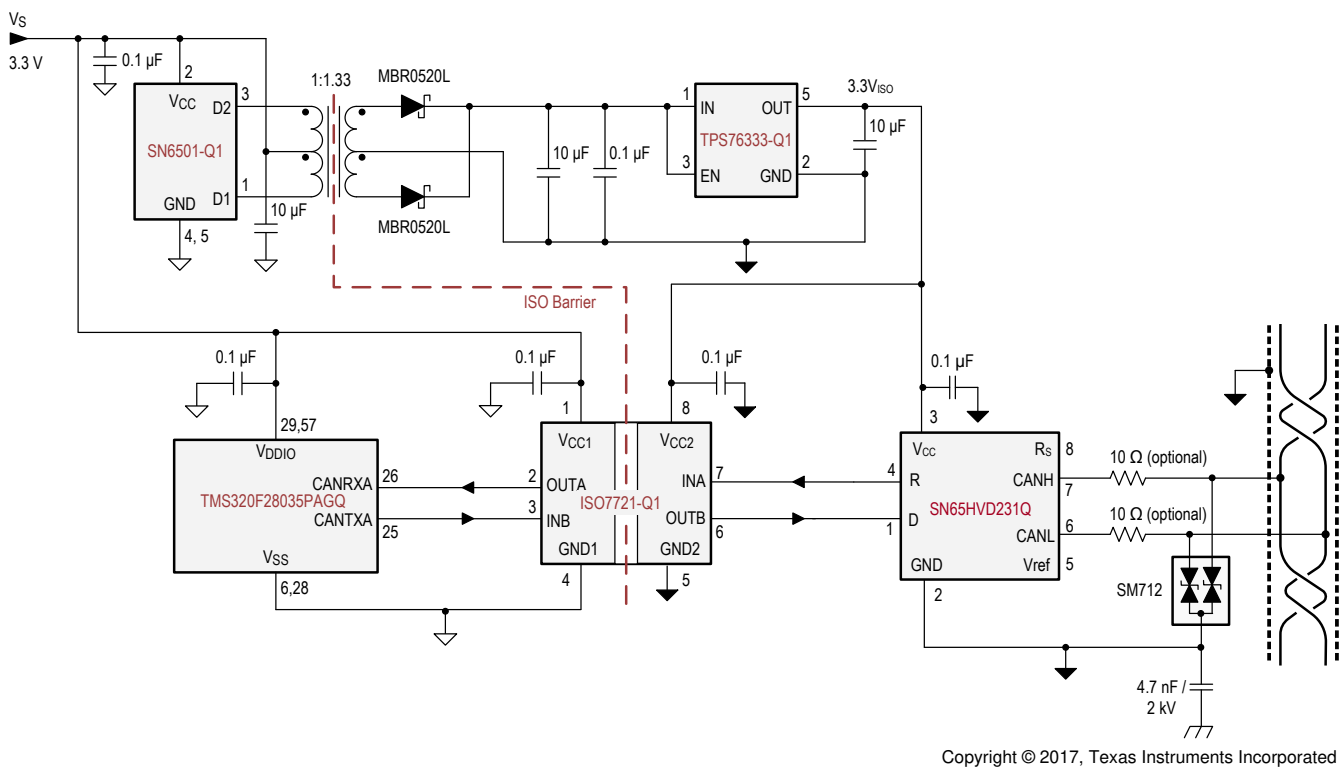 VS
3.3 V
0.1 µF
2
VCC
D2
3
SN6501-Q1
D1
1
GND
4, 5
10 µF
1:1.33
MBR0520L
MBR0520L
10 µF
0.1 µF
1
IN
OUT
5
TPS76333-Q1
3
EN
GND
2
3.3VISO
10 µF
ISO Barrier
0.1 µF
29,57
VDDIO
CANRXA
26
TMS320F28035PAGQ
CANTXA
25
VSS
6,28
0.1 µF
1
VCC1
2
OUTA
3
INB
GND1
4
ISO7721-Q1
0.1 µF
8
VCC2
INA
7
OUTB
6
GND2
5
0.1 µF
3
VCC
RS
8
4
R
CANH
7
SN65HVD231Q
1
D
CANL
6
GND
2
Vref
5
10 Ω (optional)
10 Ω (optional)
SM712
4.7 nF /
2 kV
Copyright © 2017, Texas Instruments Incorporated